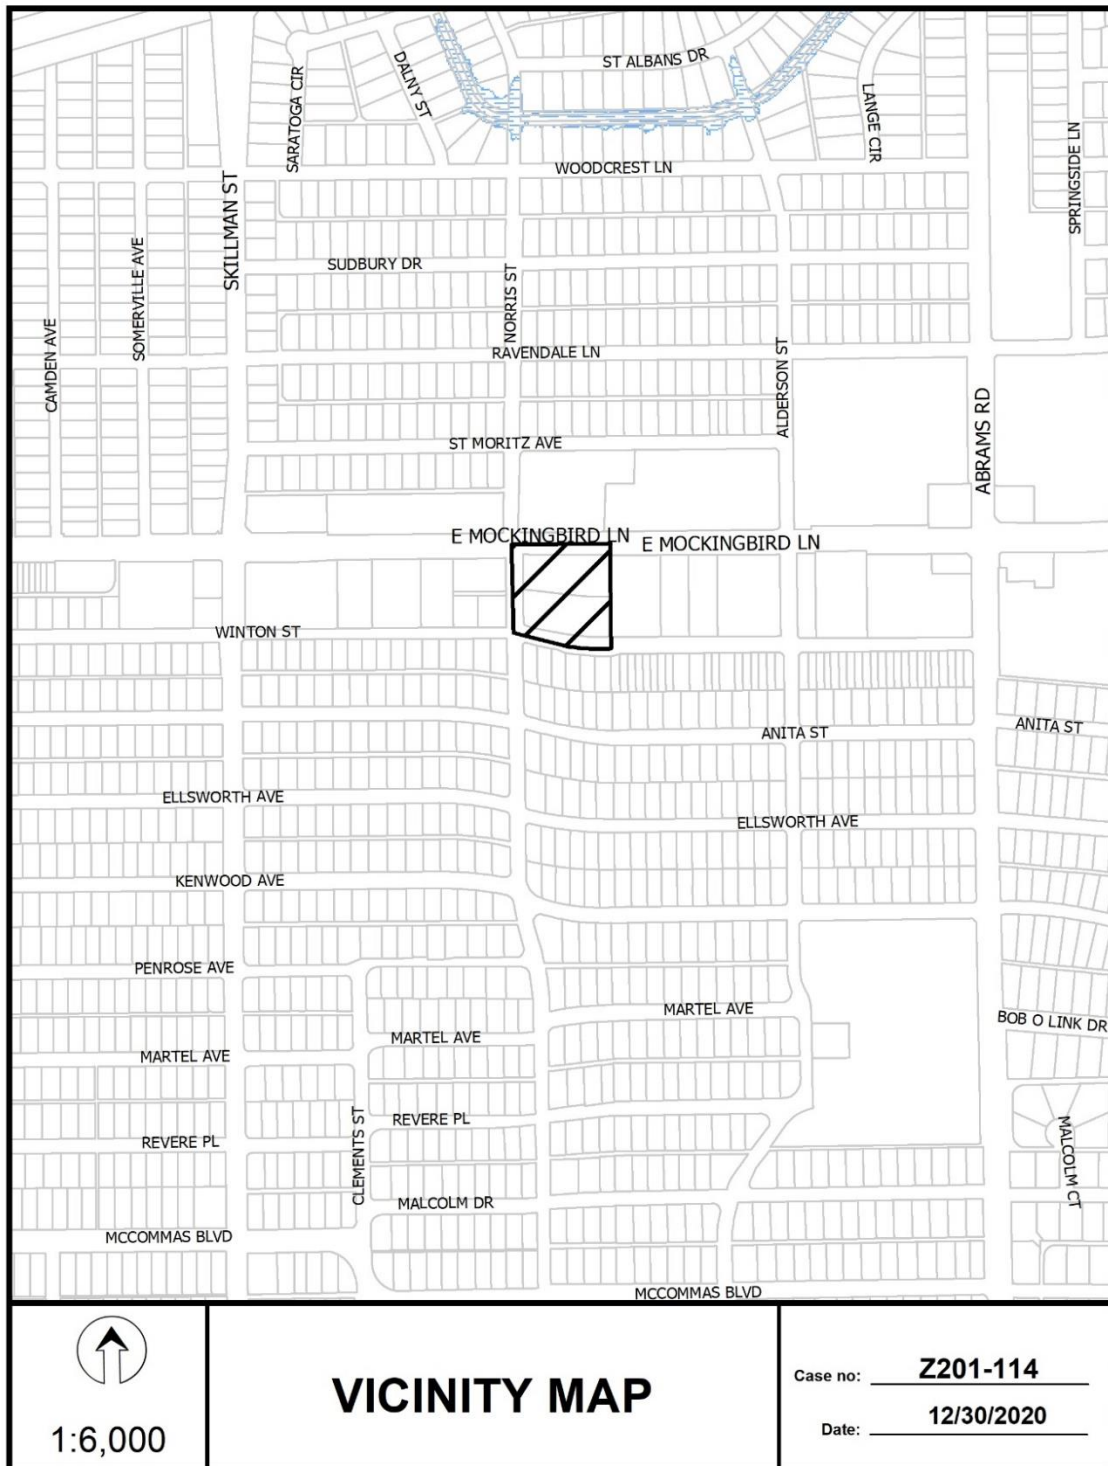 ST ALBANS DR
DALNY ST
SARATOGA CIR
LANGE CIR
WOODCREST LN
SPRINGSIDE LN
SKILLMAN ST
SOMERVILLE AVE
SUDBURY DR
NORRIS ST
CAMDEN AVE
RAVENDALE LN
ALDERSON ST
ABRAMS RD
ST MORITZ AVE
E MOCKINGBIRD LN
E MOCKINGBIRD LN
WINTON ST
ANITA ST
ANITA ST
ELLSWORTH AVE
ELLSWORTH AVE
KENWOOD AVE
PENROSE AVE
MARTEL AVE
BOB O LINK DR
MARTEL AVE
MARTEL AVE
REVERE PL
REVERE PL
CLEMENTS ST
MALCOLM CT
MALCOLM DR
MCCOMMAS BLVD
MCCOMMAS BLVD
1:6,000
VICINITY MAP
Case no: Z201-114
Date: 12/30/2020